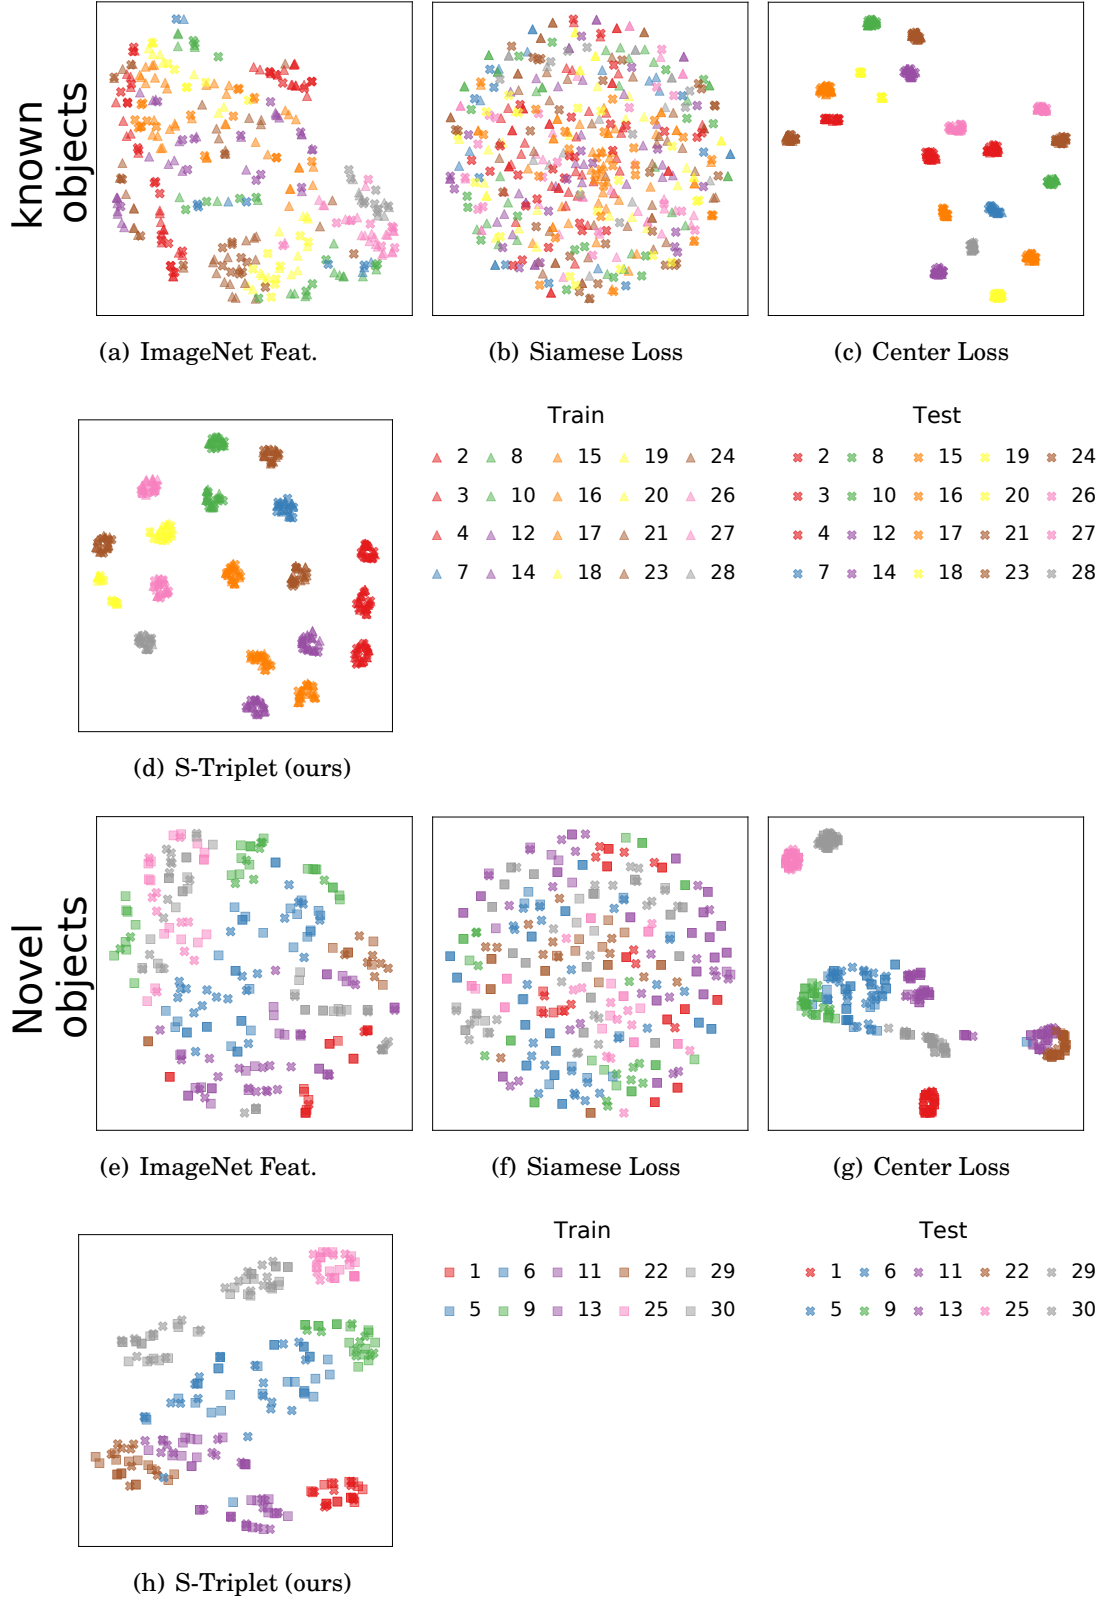 known
objects
(a) ImageNet Feat.
(b) Siamese Loss
(c) Center Loss
Train
2 8 15 19 24
3 10 16 20 26
4 12 17 21 27
7 14 18 23 28
Test
2 8 15 19 24
3 10 16 20 26
4 12 17 21 27
7 14 18 23 28
(d) S-Triplet (ours)
Novel
objects
(e) ImageNet Feat.
(f) Siamese Loss
(g) Center Loss
Train
1 6 11 22 29
5 9 13 25 30
Test
1 6 11 22 29
5 9 13 25 30
(h) S-Triplet (ours)